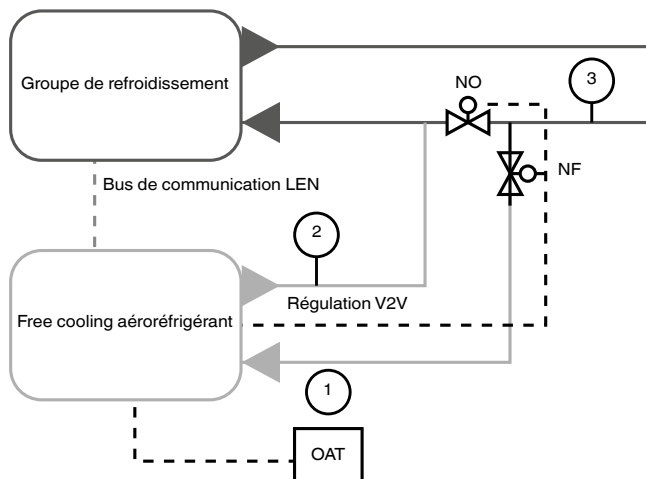 Groupe de refroidissement
NO
3
NF
Bus de communication LEN
2
Régulation V2V
Free cooling aéroréfrigérant
1
OAT